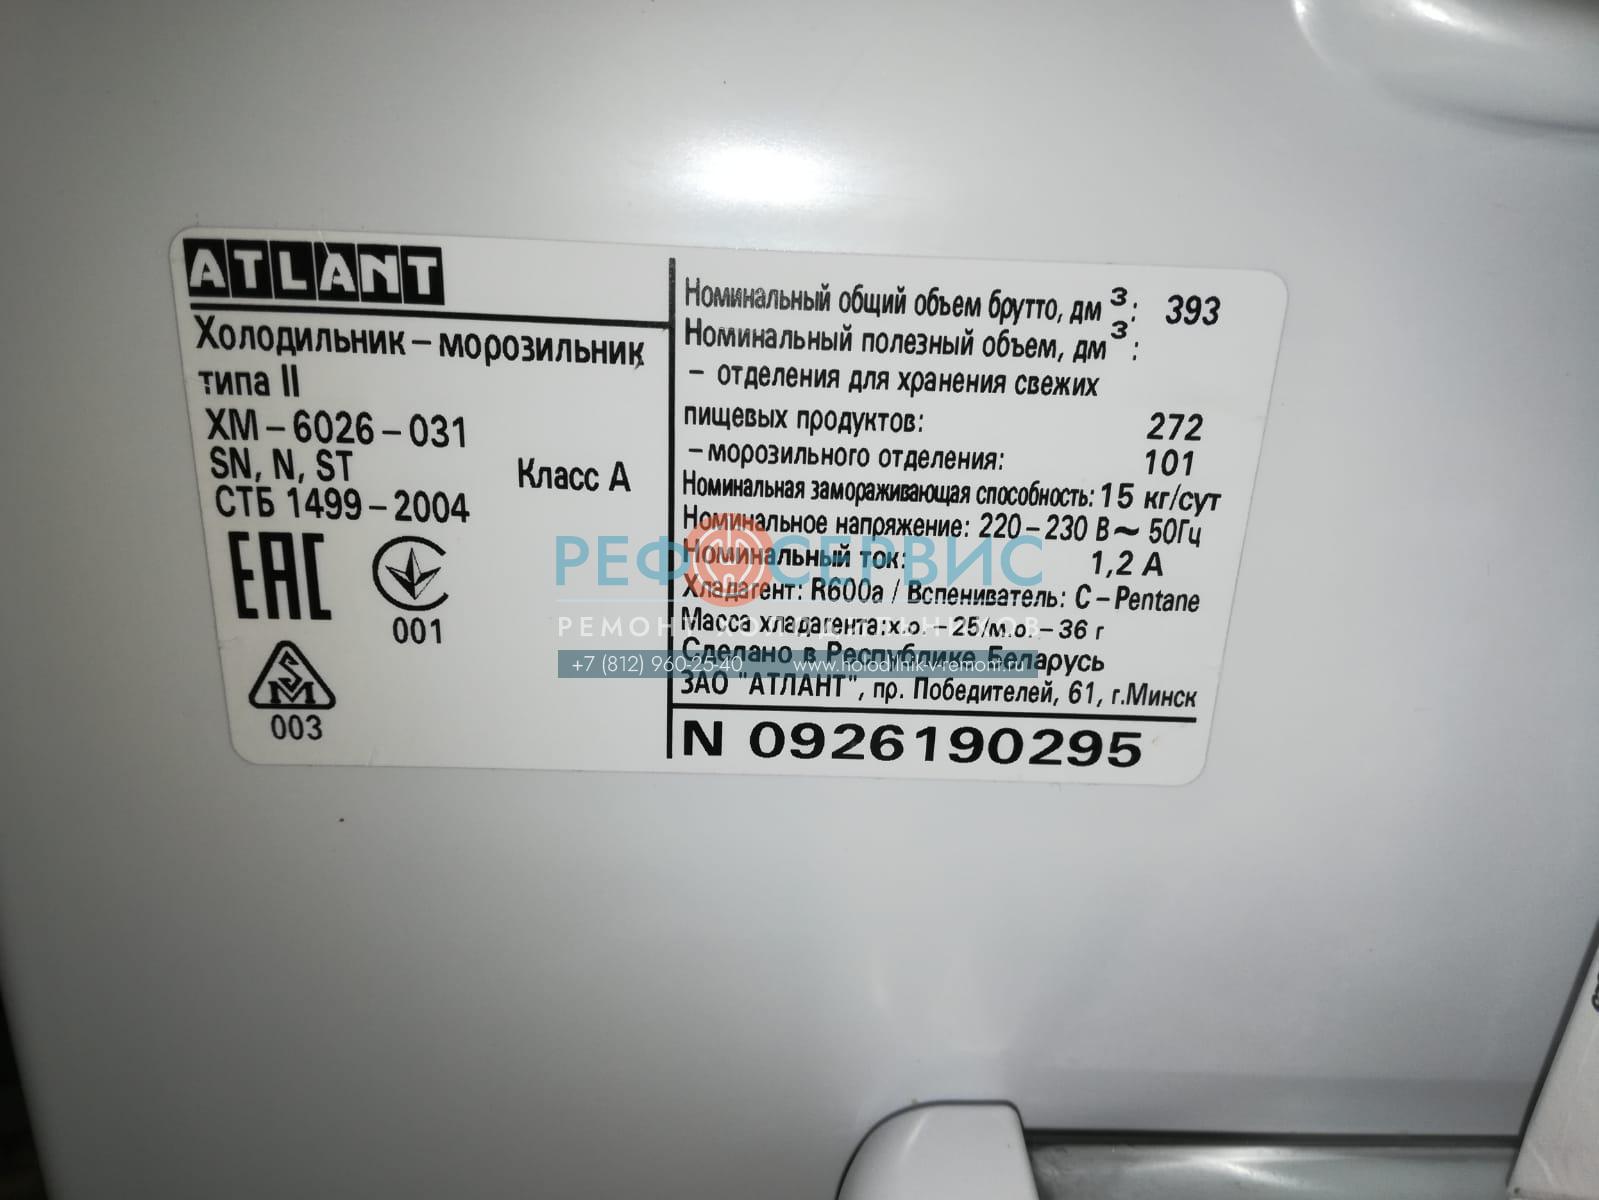 ATLANT
Холодильник – морозильник
типа II
ХМ – 6026 – 031
SN, N, ST
Класс А
СТБ 1499 – 2004
EAC
001
003
Номинальный общий объем брутто, дм³: 393
Номинальный полезный объем, дм³:
– отделения для хранения свежих
пищевых продуктов: 272
– морозильного отделения: 101
Номинальная замораживающая способность: 15 кг/сут
Номинальное напряжение: 220 – 230 В ~ 50Гц
Номинальный ток: 1,2 А
Хладагент: R600a / Вспениватель: C – Pentane
Масса хладагента: х.о. – 25/м.о. – 36 г
Сделано в Республике Беларусь
ЗАО "АТЛАНТ", пр. Победителей, 61, г.Минск
N 0926190295
РЕФОСЕРВИС
РЕМОНТ ХОЛОДИЛЬНИКОВ
+7 (812) 960-25-40 www.holodilnik-v-remont.ru